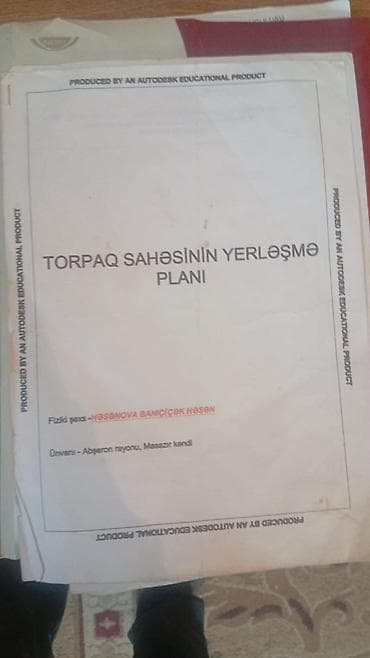 PRODUCED BY AN AUTODESK EDUCATIONAL PRODUCT
PRODUCED BY AN AUTODESK EDUCATIONAL PRODUCT
PRODUCED BY AN AUTODESK EDUCATIONAL PRODUCT
TORPAQ SAHƏSİNİN YERLƏŞMƏ
PLANI
Fiziki şəxs -HƏSƏNOVA BANIÇİÇƏK HƏSƏN
Ünvanı - Abşeron rayonu, Masazır kəndi
PRODUCED BY AN AUTODESK EDUCATIONAL PRODUCT